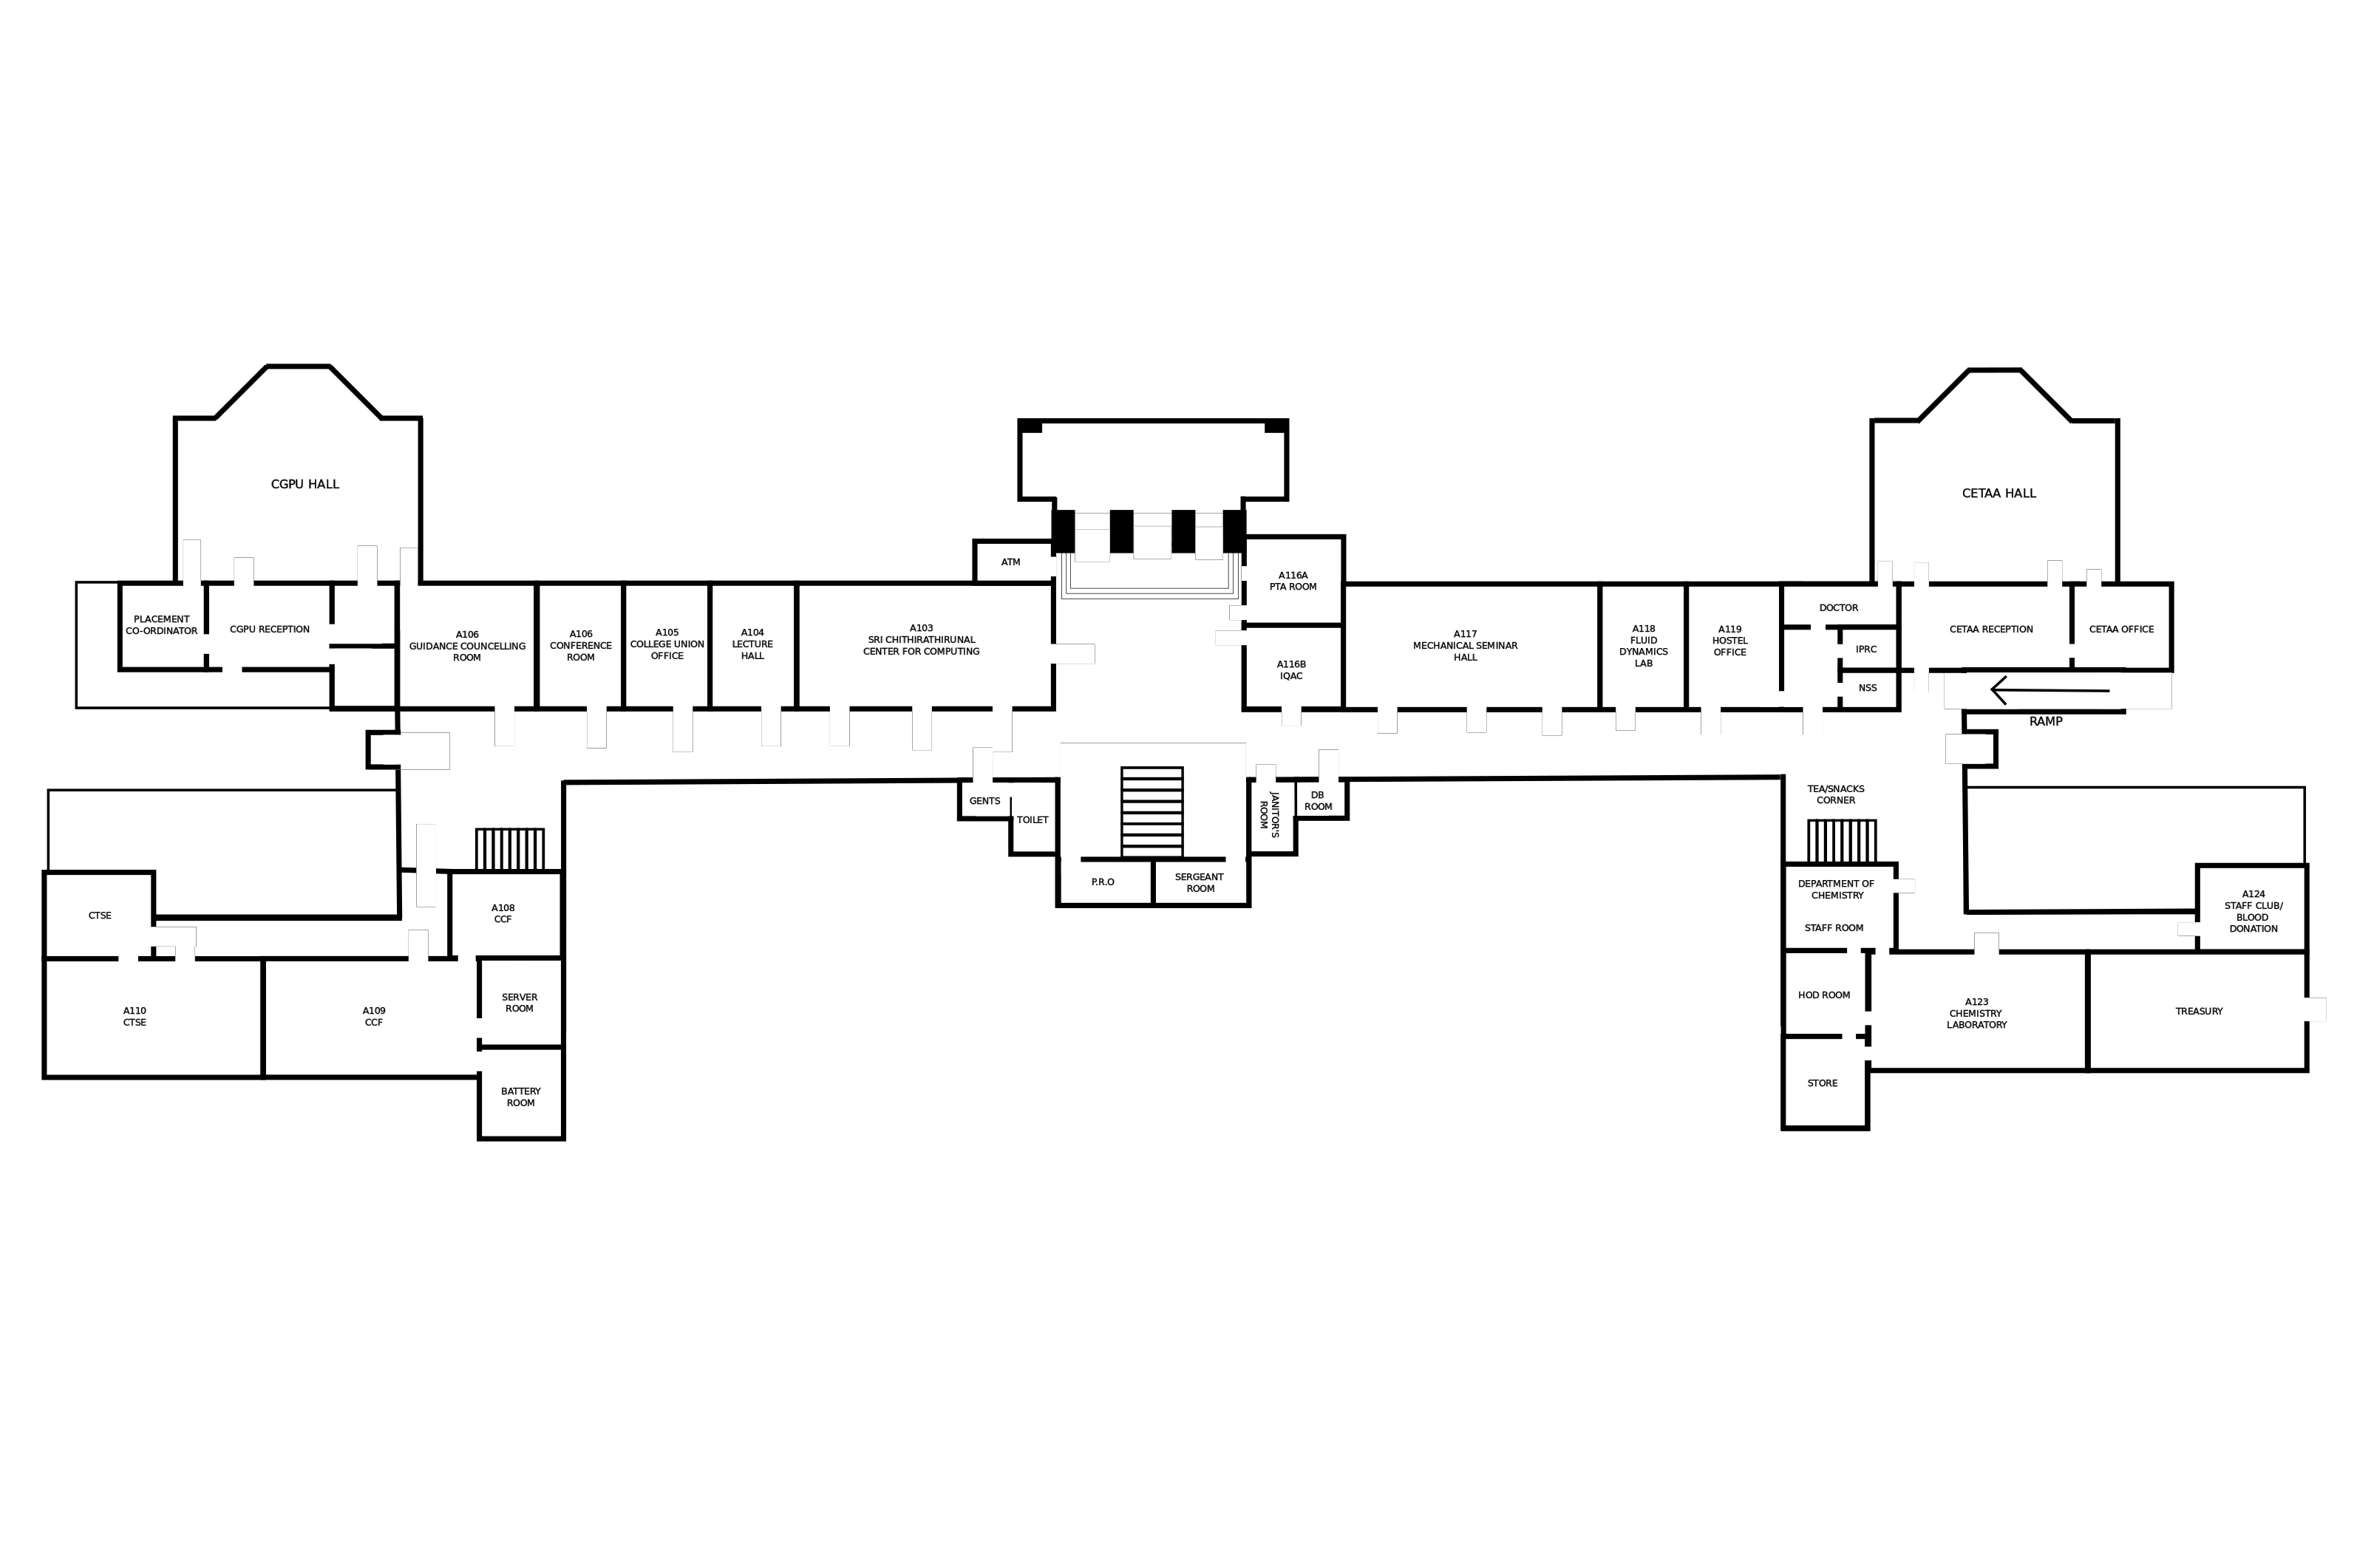 CGPU HALL
CETAA HALL
ATM
A116A
PTA ROOM
PLACEMENT
CO-ORDINATOR
CGPU RECEPTION
A106
GUIDANCE COUNCELLING
ROOM
A106
CONFERENCE
ROOM
A105
COLLEGE UNION
OFFICE
A104
LECTURE
HALL
A103
SRI CHITHIRATHIRUNAL
CENTER FOR COMPUTING
A116B
IQAC
A117
MECHANICAL SEMINAR
HALL
A118
FLUID
DYNAMICS
LAB
A119
HOSTEL
OFFICE
DOCTOR
IPRC
NSS
CETAA RECEPTION
CETAA OFFICE
RAMP
GENTS
TOILET
JANITOR'S
ROOM
DB
ROOM
TEA/SNACKS
CORNER
P.R.O
SERGEANT
ROOM
CTSE
A108
CCF
DEPARTMENT OF
CHEMISTRY
STAFF ROOM
A124
STAFF CLUB/
BLOOD
DONATION
A110
CTSE
A109
CCF
SERVER
ROOM
BATTERY
ROOM
HOD ROOM
A123
CHEMISTRY
LABORATORY
TREASURY
STORE